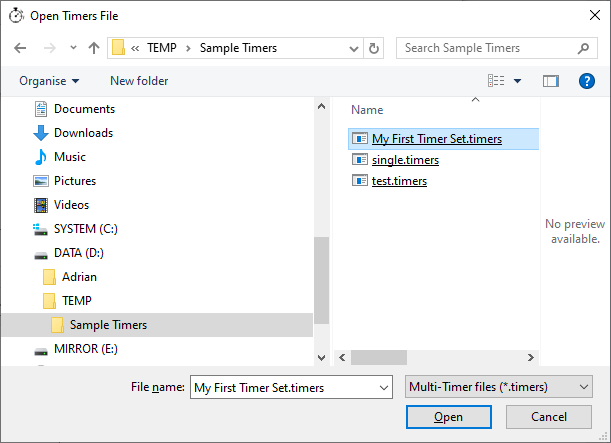 Open Timers File
« TEMP > Sample Timers
Search Sample Timers
Organise New folder
?
Documents
Downloads
Music
Pictures
Videos
SYSTEM (C:)
DATA (D:)
Adrian
TEMP
Sample Timers
MIRROR (E:)
Name
My First Timer Set.timers
single.timers
test.timers
No preview
available.
File name: My First Timer Set.timers
Multi-Timer files (*.timers)
Open Cancel